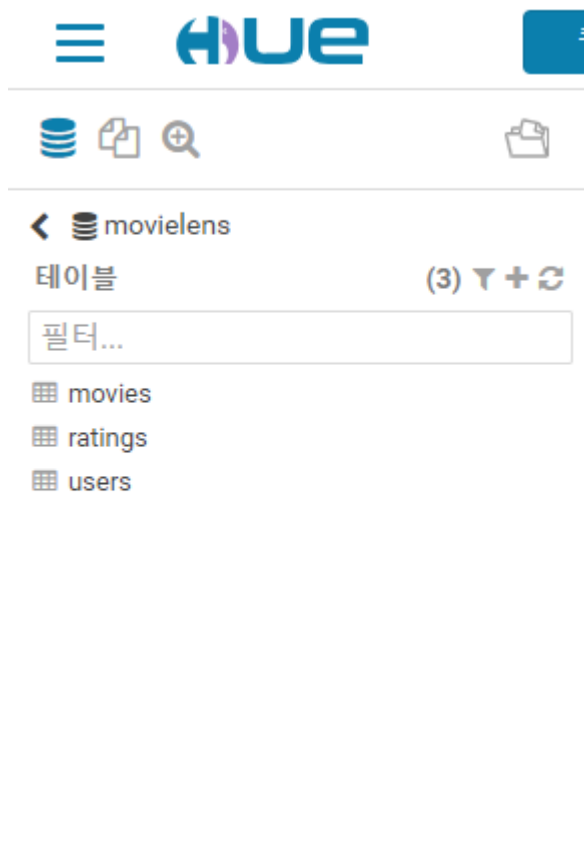 HUE
movielens
테이블 (3)
필터...
movies
ratings
users